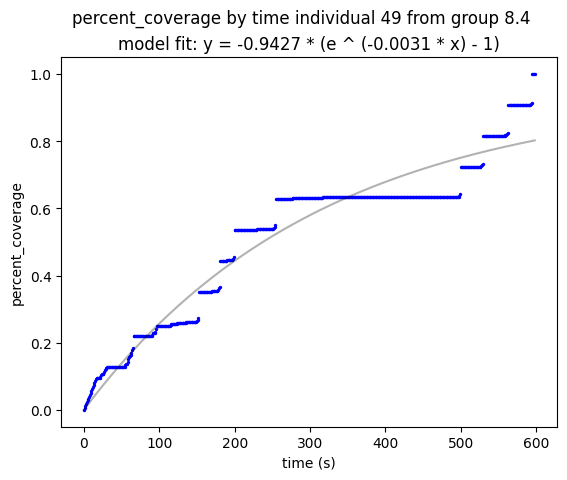 percent_coverage by time individual 49 from group 8.4
model fit: y = -0.9427 * (e ^ (-0.0031 * x) - 1)
1.0
0.8
0.6
0.4
0.2
0.0
percent_coverage
0 100 200 300 400 500 600
time (s)